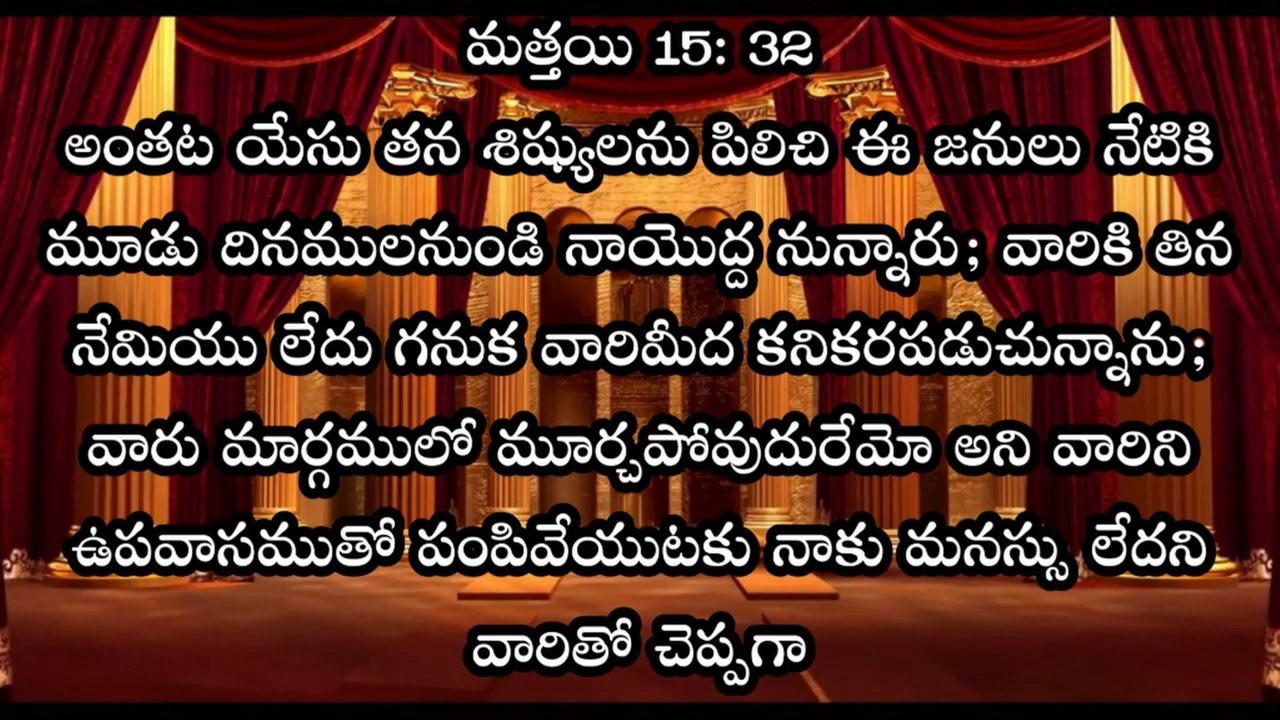 మత్తయి 15: 32
అంతట యేసు తన శిష్యులను పిలిచి ఈ జనులు నేటికి
మూడు దినములనుండి నాయొద్ద నున్నారు; వారికి తిన
నేమియు లేదు గనుక వారిమీద కనికరపడుచున్నాను;
వారు మార్గములో మూర్చపోవుదురేమో అని వారిని
ఉపవాసముతో పంపివేయుటకు నాకు మనస్సు లేదని
వారితో చెప్పగా